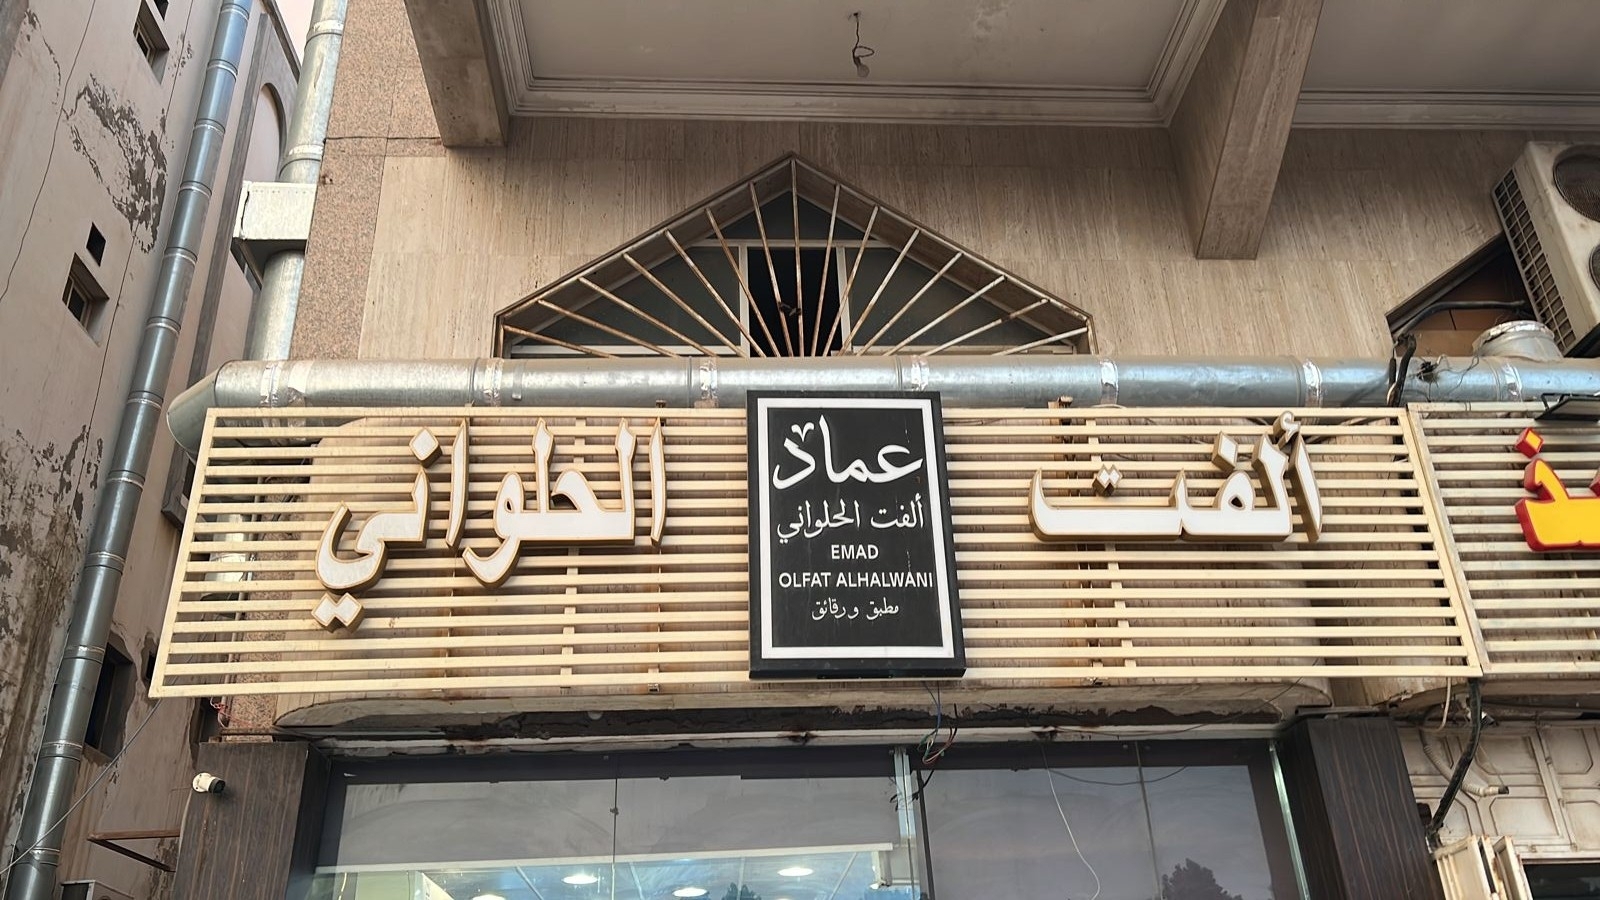 ألفت الحلواني
عماد
ألفت الحلواني
EMAD
OLFAT ALHALWANI
مطبق ورقائق